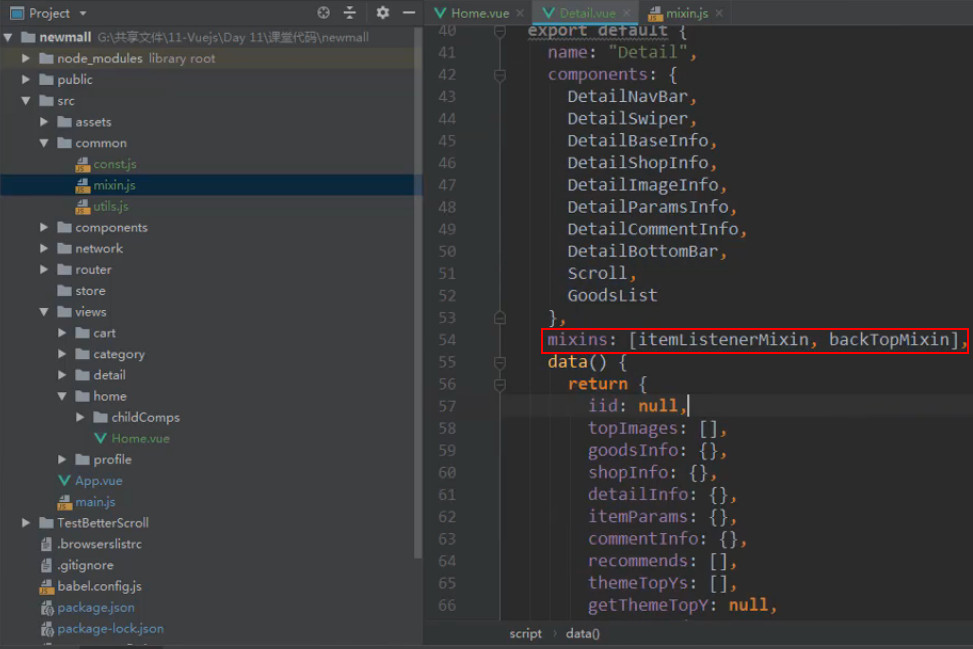 Project
newmall G:\共享文件\11-Vuejs\Day 11\课堂代码\newmall
node_modules library root
public
src
assets
common
const.js
mixin.js
utils.js
components
network
router
store
views
cart
category
detail
home
childComps
Home.vue
profile
App.vue
main.js
TestBetterScroll
.browserslistrc
.gitignore
babel.config.js
package.json
package-lock.json
Home.vue × Detail.vue × mixin.js ×
40 export default {
41 name: "Detail",
42 components: {
43 DetailNavBar,
44 DetailSwiper,
45 DetailBaseInfo,
46 DetailShopInfo,
47 DetailImageInfo,
48 DetailParamsInfo,
49 DetailCommentInfo,
50 DetailBottomBar,
51 Scroll,
52 GoodsList
53 },
54 mixins: [itemListenerMixin, backTopMixin],
55 data() {
56 return {
57 iid: null,
58 topImages: [],
59 goodsInfo: {},
60 shopInfo: {},
61 detailInfo: {},
62 itemParams: {},
63 commentInfo: {},
64 recommends: [],
65 themeTopYs: [],
66 getThemeTopY: null,
script › data()